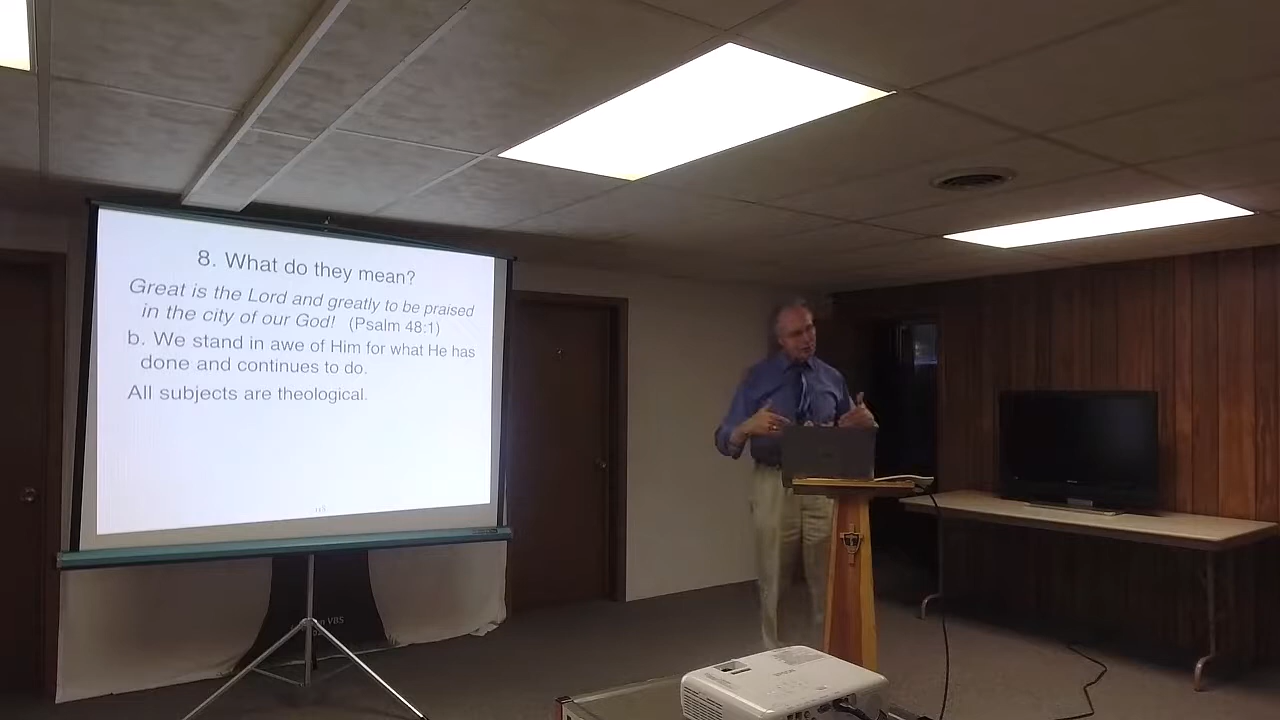 8. What do they mean?
Great is the Lord and greatly to be praised
in the city of our God! (Psalm 48:1)
b. We stand in awe of Him for what He has
done and continues to do.
All subjects are theological.
VBS
EPSON